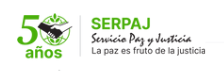 50
años
SERPAJ
Servicio Paz y Justicia
La paz es fruto de la justicia